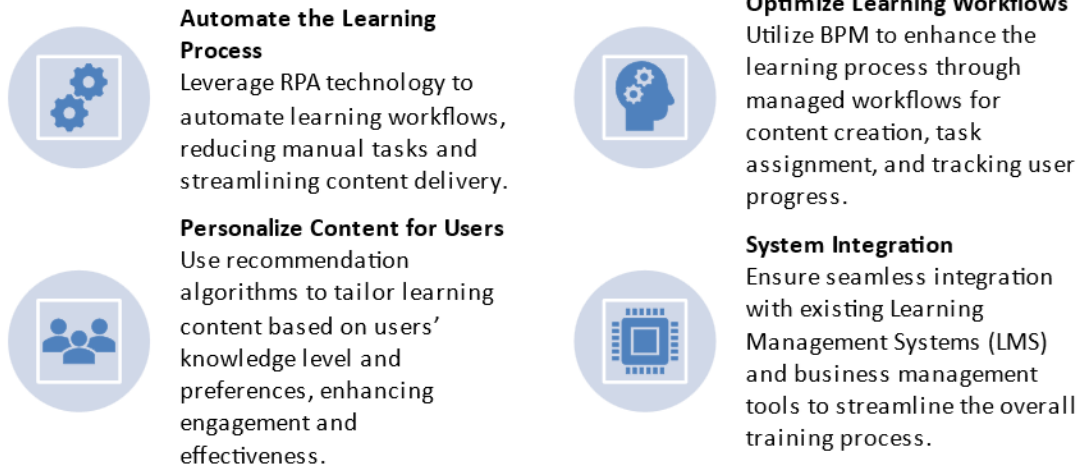 Automate the Learning
Process
Leverage RPA technology to
automate learning workflows,
reducing manual tasks and
streamlining content delivery.
Personalize Content for Users
Use recommendation
algorithms to tailor learning
content based on users’
knowledge level and
preferences, enhancing
engagement and
effectiveness.
Optimize Learning Workflows
Utilize BPM to enhance the
learning process through
managed workflows for
content creation, task
assignment, and tracking user
progress.
System Integration
Ensure seamless integration
with existing Learning
Management Systems (LMS)
and business management
tools to streamline the overall
training process.